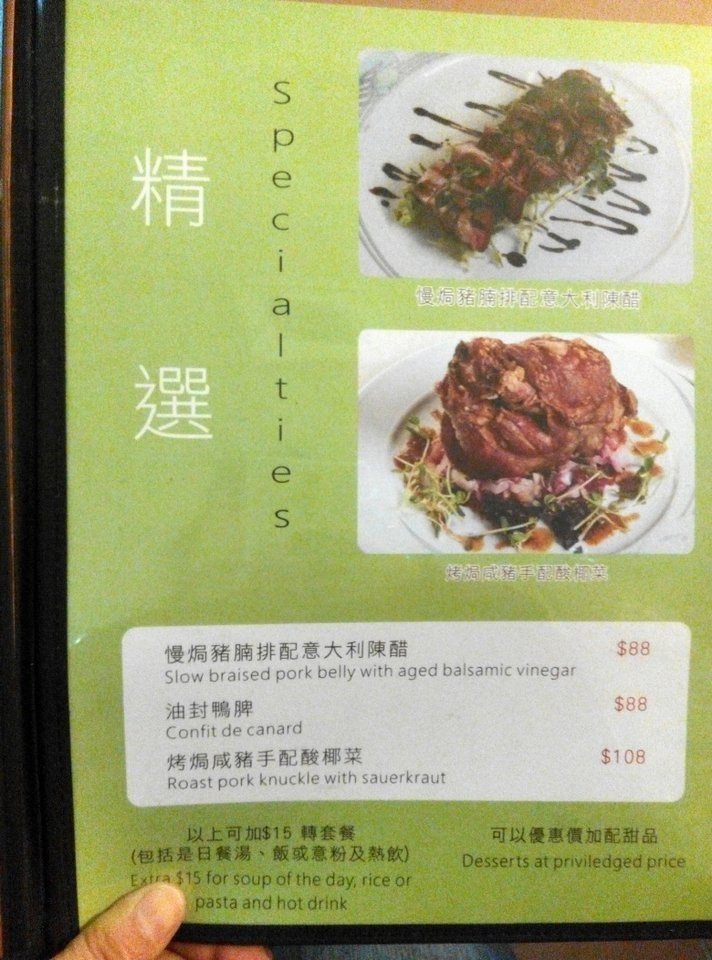 精選
Specialties
慢焗豬腩排配意大利陳醋
烤焗咸豬手配酸椰菜
慢焗豬腩排配意大利陳醋 $88
Slow braised pork belly with aged balsamic vinegar
油封鴨脾 $88
Confit de canard
烤焗咸豬手配酸椰菜 $108
Roast pork knuckle with sauerkraut
以上可加$15 轉套餐
(包括是日餐湯、飯或意粉及熱飲)
Extra $15 for soup of the day, rice or
pasta and hot drink
可以優惠價加配甜品
Desserts at priviledged price